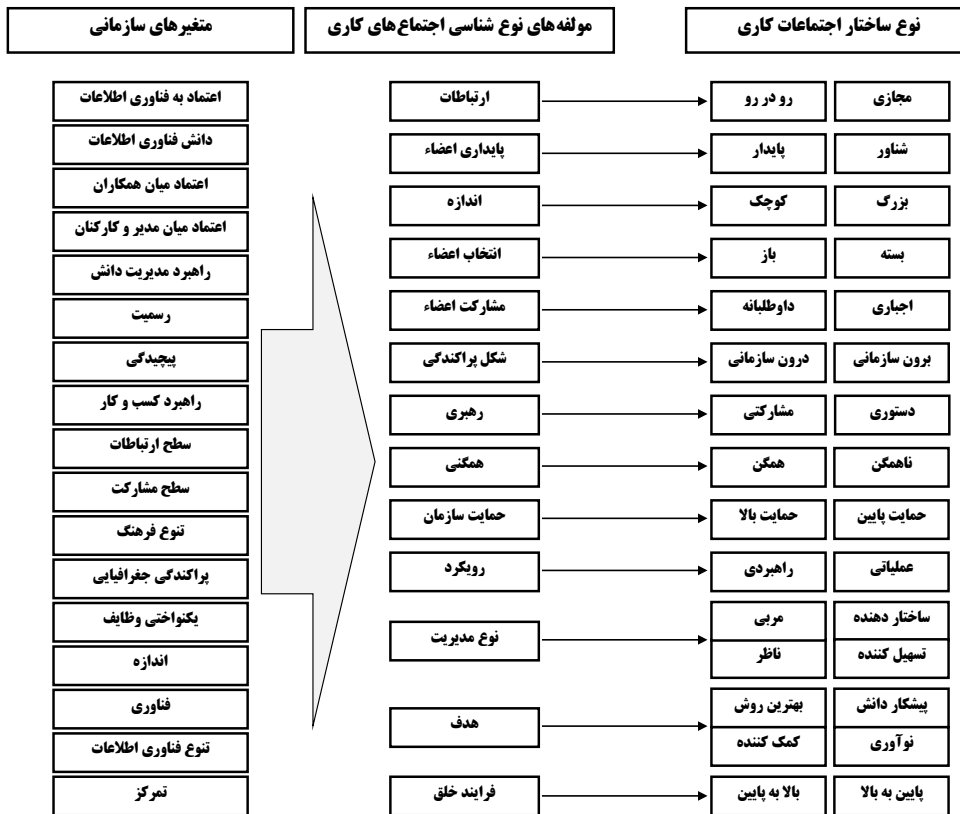 نوع ساختار اجتماعات کاری
مولفه‌های نوع شناسی اجتماع‌های کاری
متغیرهای سازمانی
مجازی
رو در رو
ارتباطات
اعتماد به فناوری اطلاعات
شناور
پایدار
پایداری اعضاء
دانش فناوری اطلاعات
اعتماد میان همکاران
بزرگ
کوچک
اندازه
اعتماد میان مدیر و کارکنان
بسته
باز
انتخاب اعضاء
راهبرد مدیریت دانش
اجباری
داوطلبانه
مشارکت اعضاء
رسمیت
برون سازمانی
درون سازمانی
شکل پراکندگی
پیچیدگی
دستوری
مشارکتی
رهبری
راهبرد کسب و کار
سطح ارتباطات
ناهمگن
همگن
همگنی
سطح مشارکت
حمایت پایین
حمایت بالا
حمایت سازمان
تنوع فرهنگ
عملیاتی
راهبردی
رویکرد
پراکندگی جغرافیایی
ساختار دهنده
مربی
یکنواختی وظایف
تسهیل کننده
ناظر
نوع مدیریت
اندازه
پیشکار دانش
بهترین روش
فناوری
نوآوری
کمک کننده
هدف
تنوع فناوری اطلاعات
پایین به بالا
بالا به پایین
فرایند خلق
تمرکز